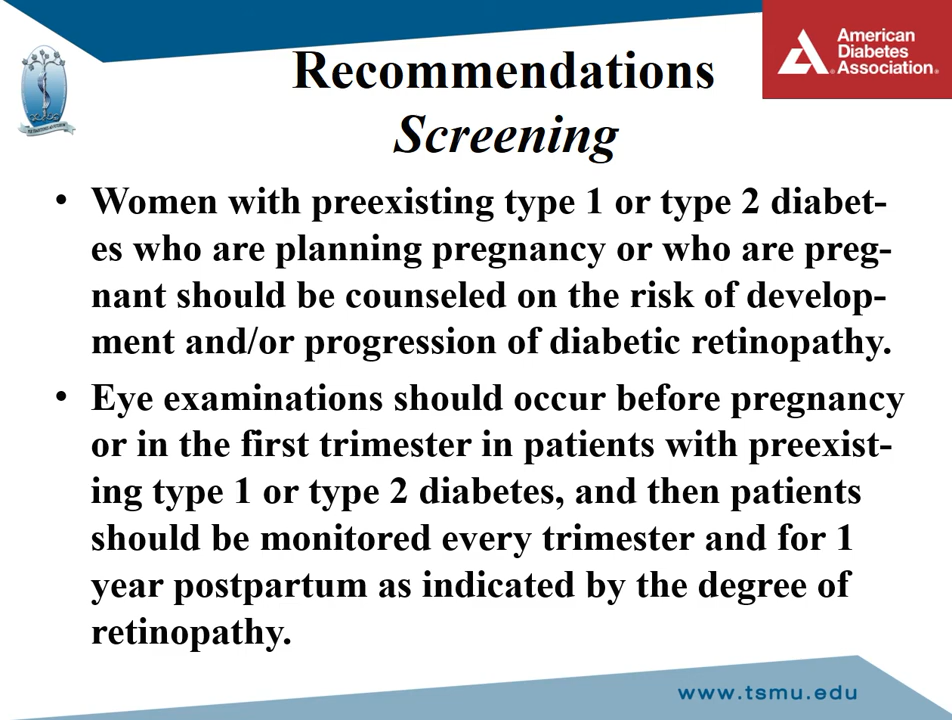 American
Diabetes
Association®
Recommendations
Screening
• Women with preexisting type 1 or type 2 diabet-
es who are planning pregnancy or who are preg-
nant should be counseled on the risk of develop-
ment and/or progression of diabetic retinopathy.
• Eye examinations should occur before pregnancy
or in the first trimester in patients with preexist-
ing type 1 or type 2 diabetes, and then patients
should be monitored every trimester and for 1
year postpartum as indicated by the degree of
retinopathy.
www.tsmu.edu